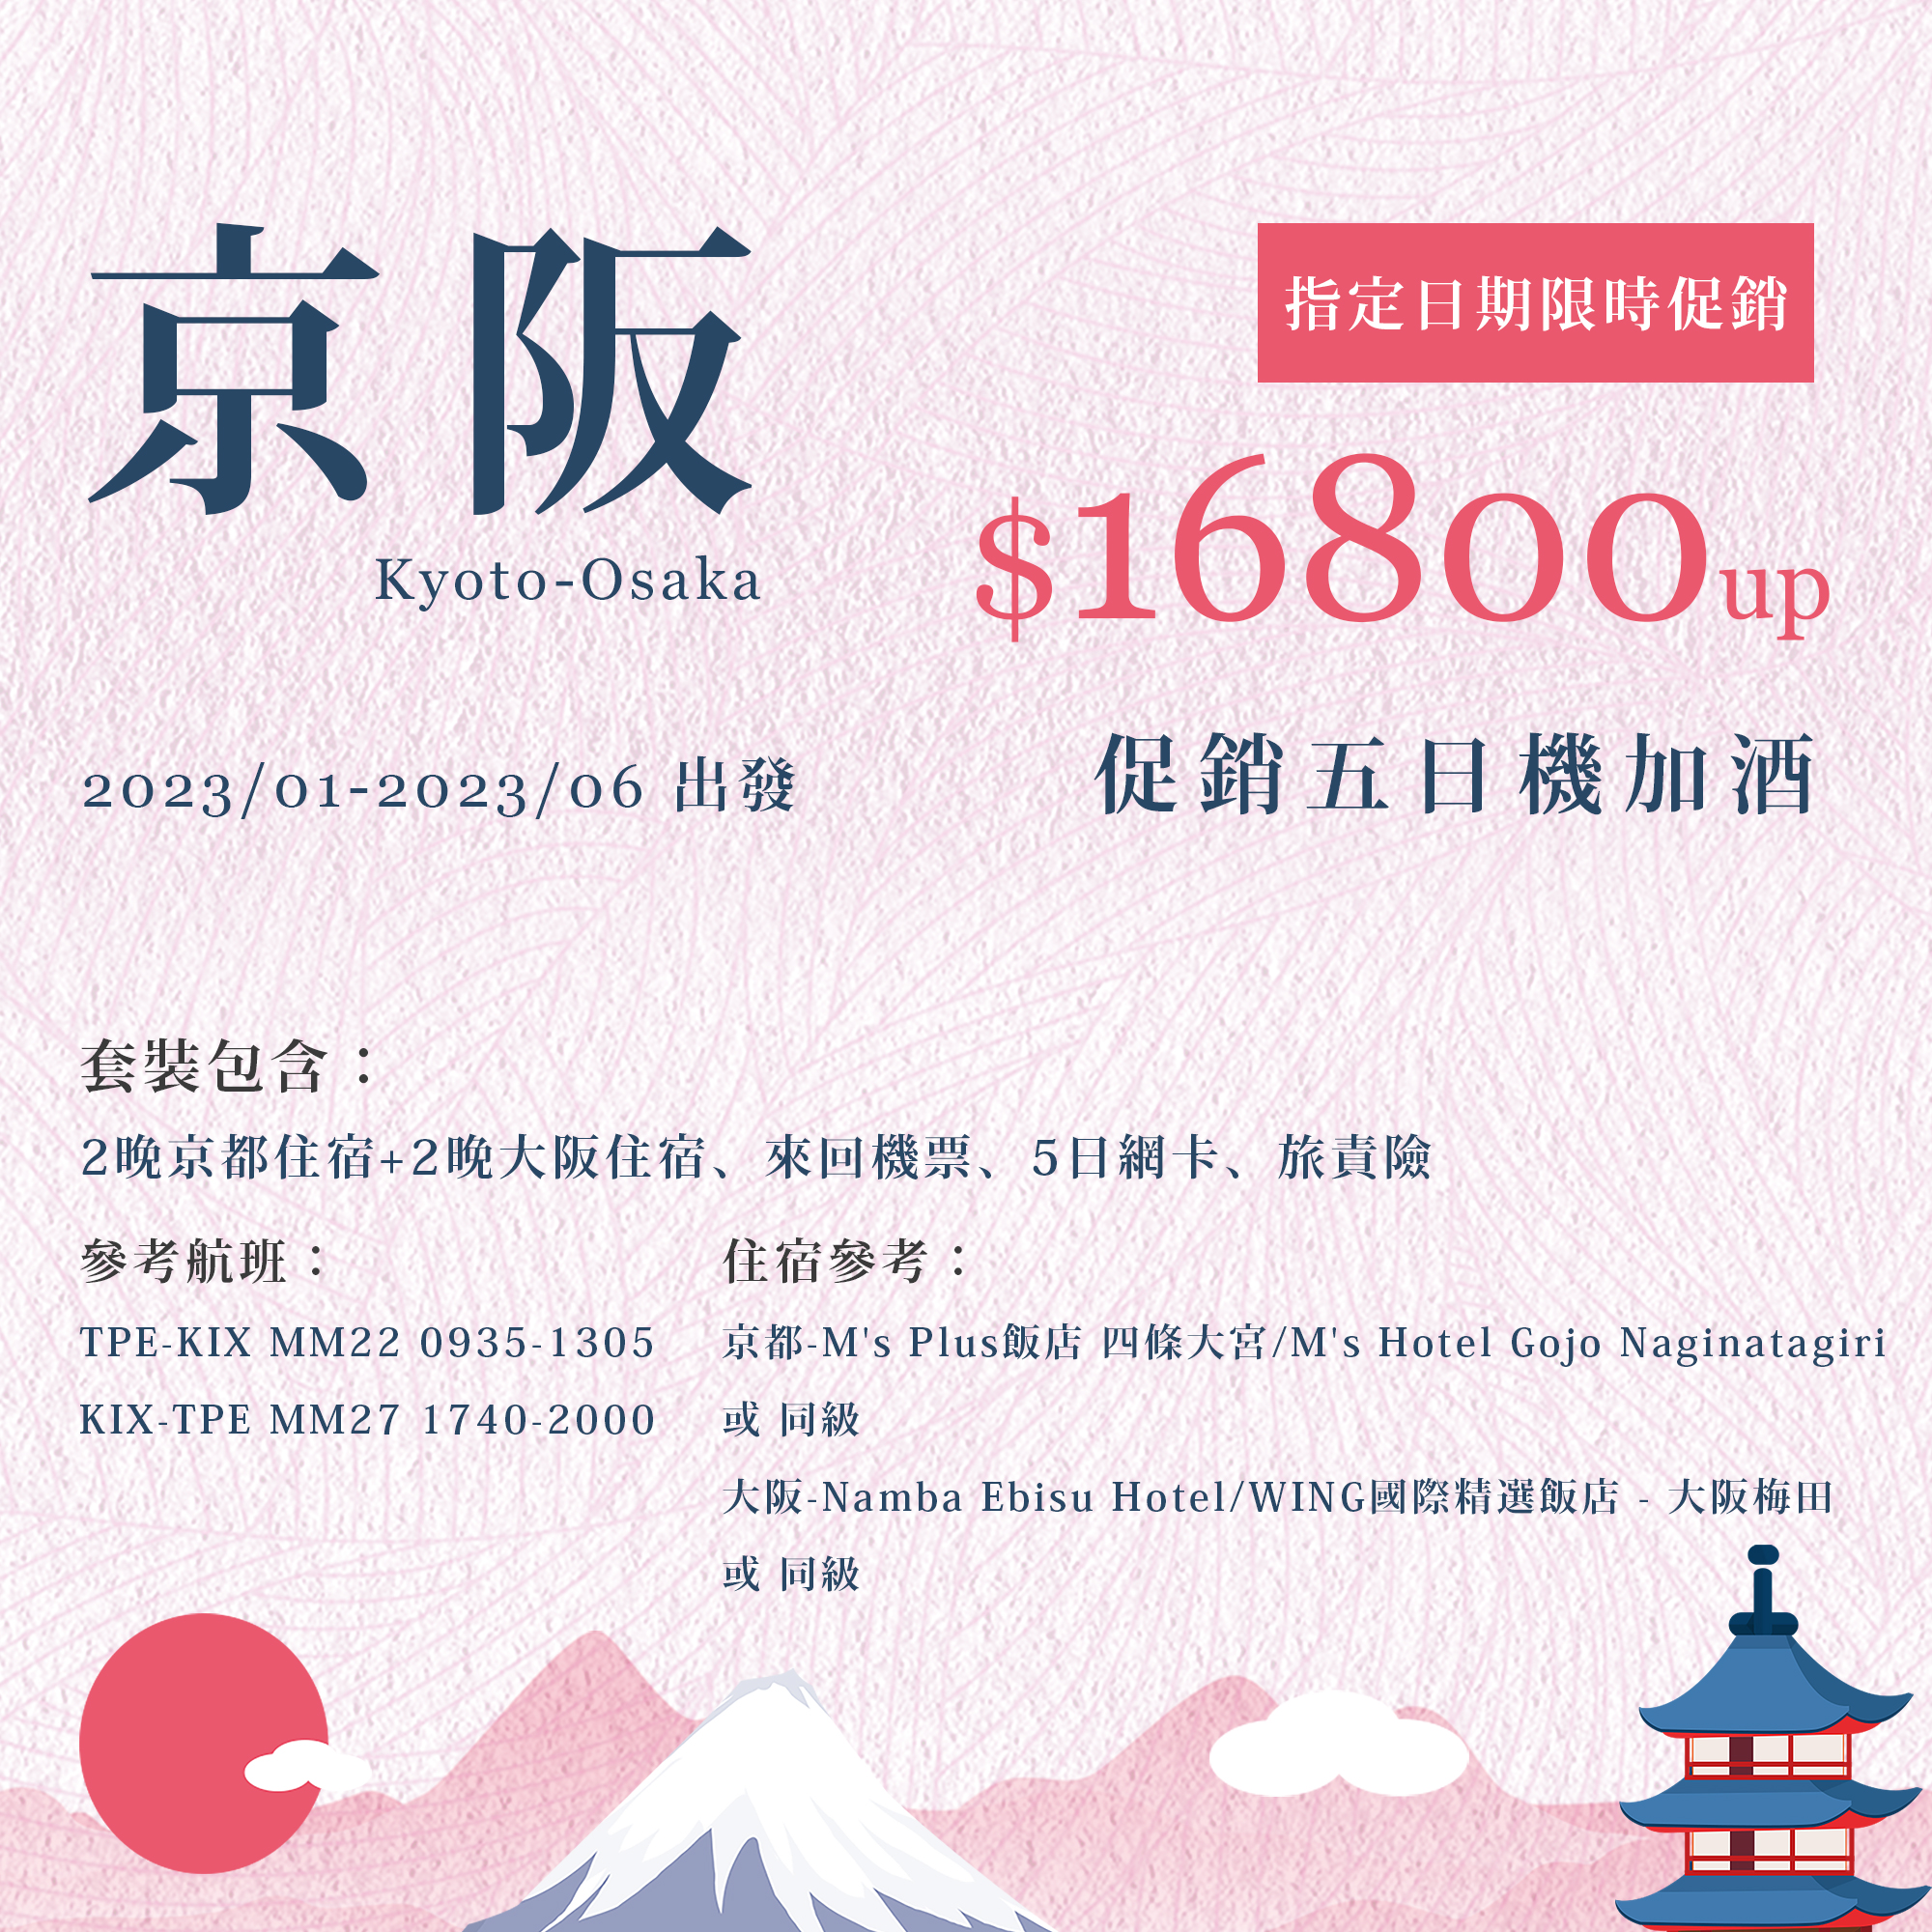 京阪
Kyoto-Osaka
指定日期限時促銷
$16800up
2023/01-2023/06 出發
促銷五日機加酒
套裝包含：
2晚京都住宿+2晚大阪住宿、來回機票、5日網卡、旅責險
參考航班：
TPE-KIX MM22 0935-1305
KIX-TPE MM27 1740-2000
住宿參考：
京都-M's Plus飯店 四條大宮/M's Hotel Gojo Naginatagiri
或 同級
大阪-Namba Ebisu Hotel/WING國際精選飯店 - 大阪梅田
或 同級